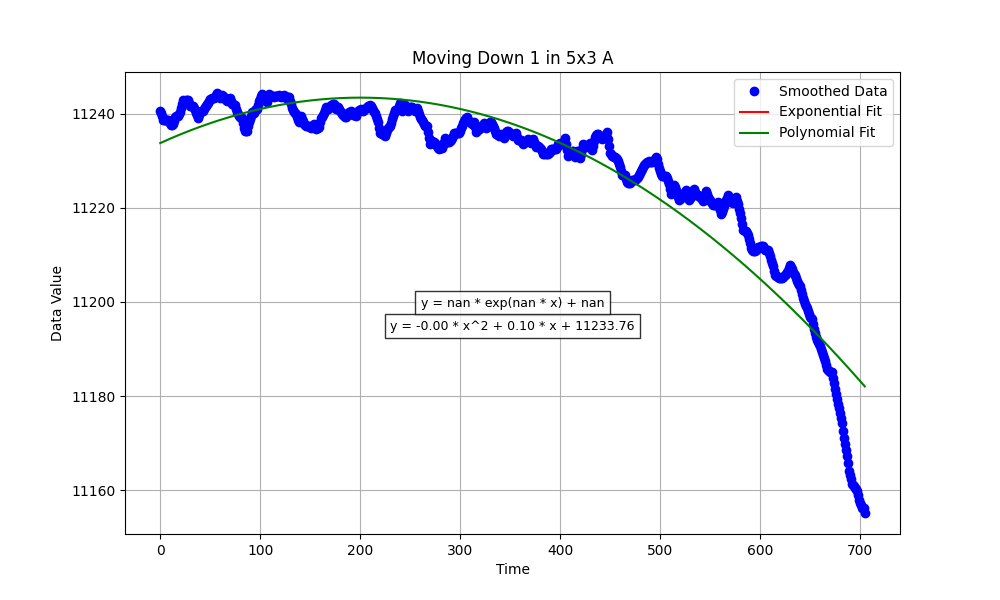 Moving Down 1 in 5x3 A
Smoothed Data
Exponential Fit
Polynomial Fit
11240
11220
11200
11180
11160
Data Value
y = nan * exp(nan * x) + nan
y = -0.00 * x^2 + 0.10 * x + 11233.76
0 100 200 300 400 500 600 700
Time